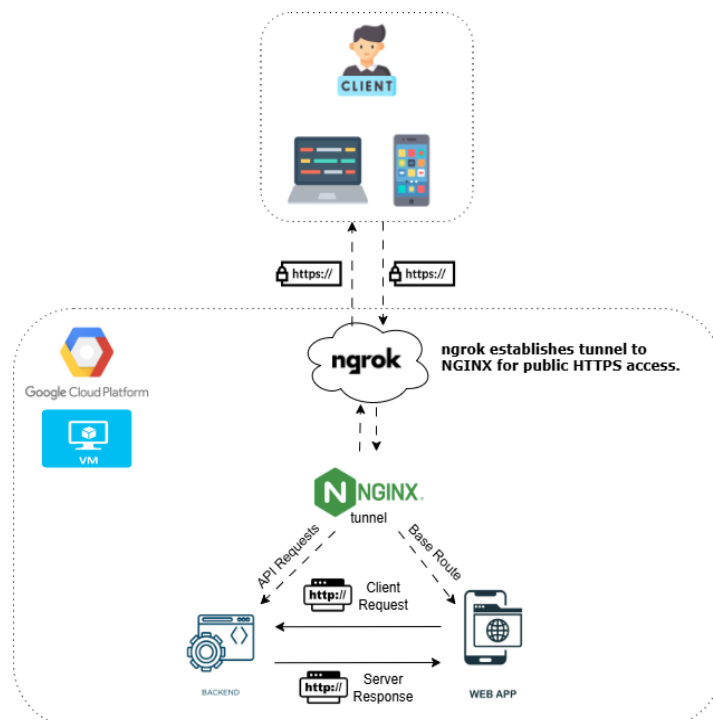 CLIENT
https://
https://
ngrok
ngrok establishes tunnel to
NGINX for public HTTPS access.
Google Cloud Platform
VM
N NGINX.
tunnel
API Requests
Base Route
http://
Client
Request
BACKEND
http://
Server
Response
WEB APP